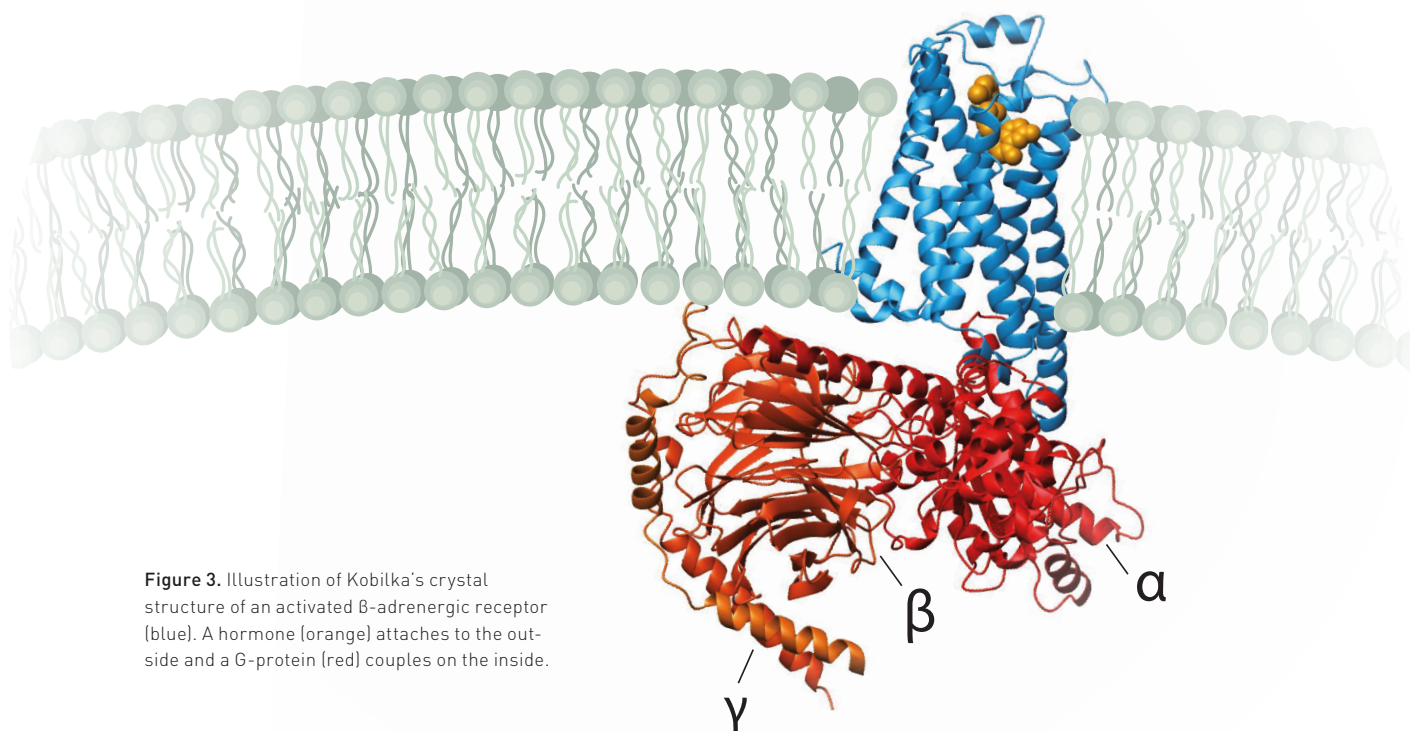 Figure 3. Illustration of Kobilka's crystal
structure of an activated ß-adrenergic receptor
(blue). A hormone (orange) attaches to the out-
side and a G-protein (red) couples on the inside.
α
β
γ